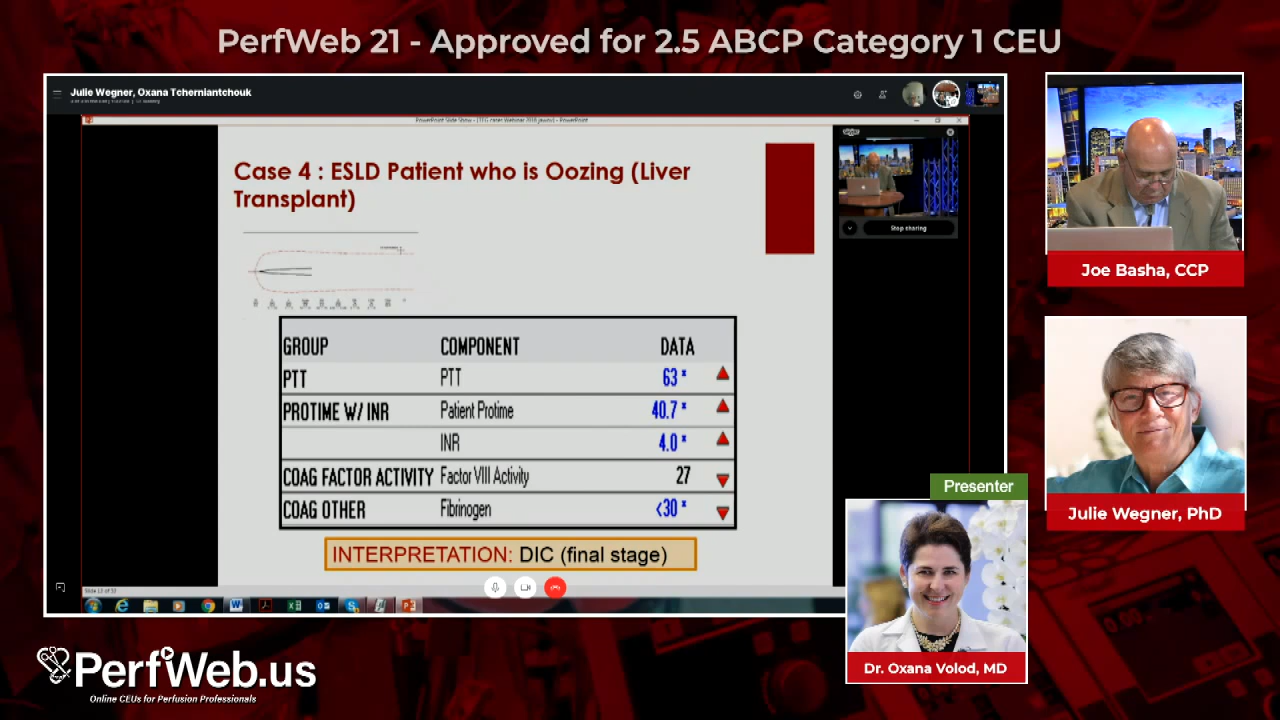 PerfWeb 21 - Approved for 2.5 ABCP Category 1 CEU
Julie Wegner, Oxana Tcherniantchouk
Stop sharing
Case 4 : ESLD Patient who is Oozing (Liver
Transplant)
GROUP COMPONENT DATA
PTT PTT 63 *
PROTIME W/ INR Patient Protime 40.7 *
INR 4.0 *
COAG FACTOR ACTIVITY Factor VIII Activity 27
COAG OTHER Fibrinogen <30 *
INTERPRETATION: DIC (final stage)
Joe Basha, CCP
Julie Wegner, PhD
Presenter
Dr. Oxana Volod, MD
PerfWeb.us
Online CEUs for Perfusion Professionals